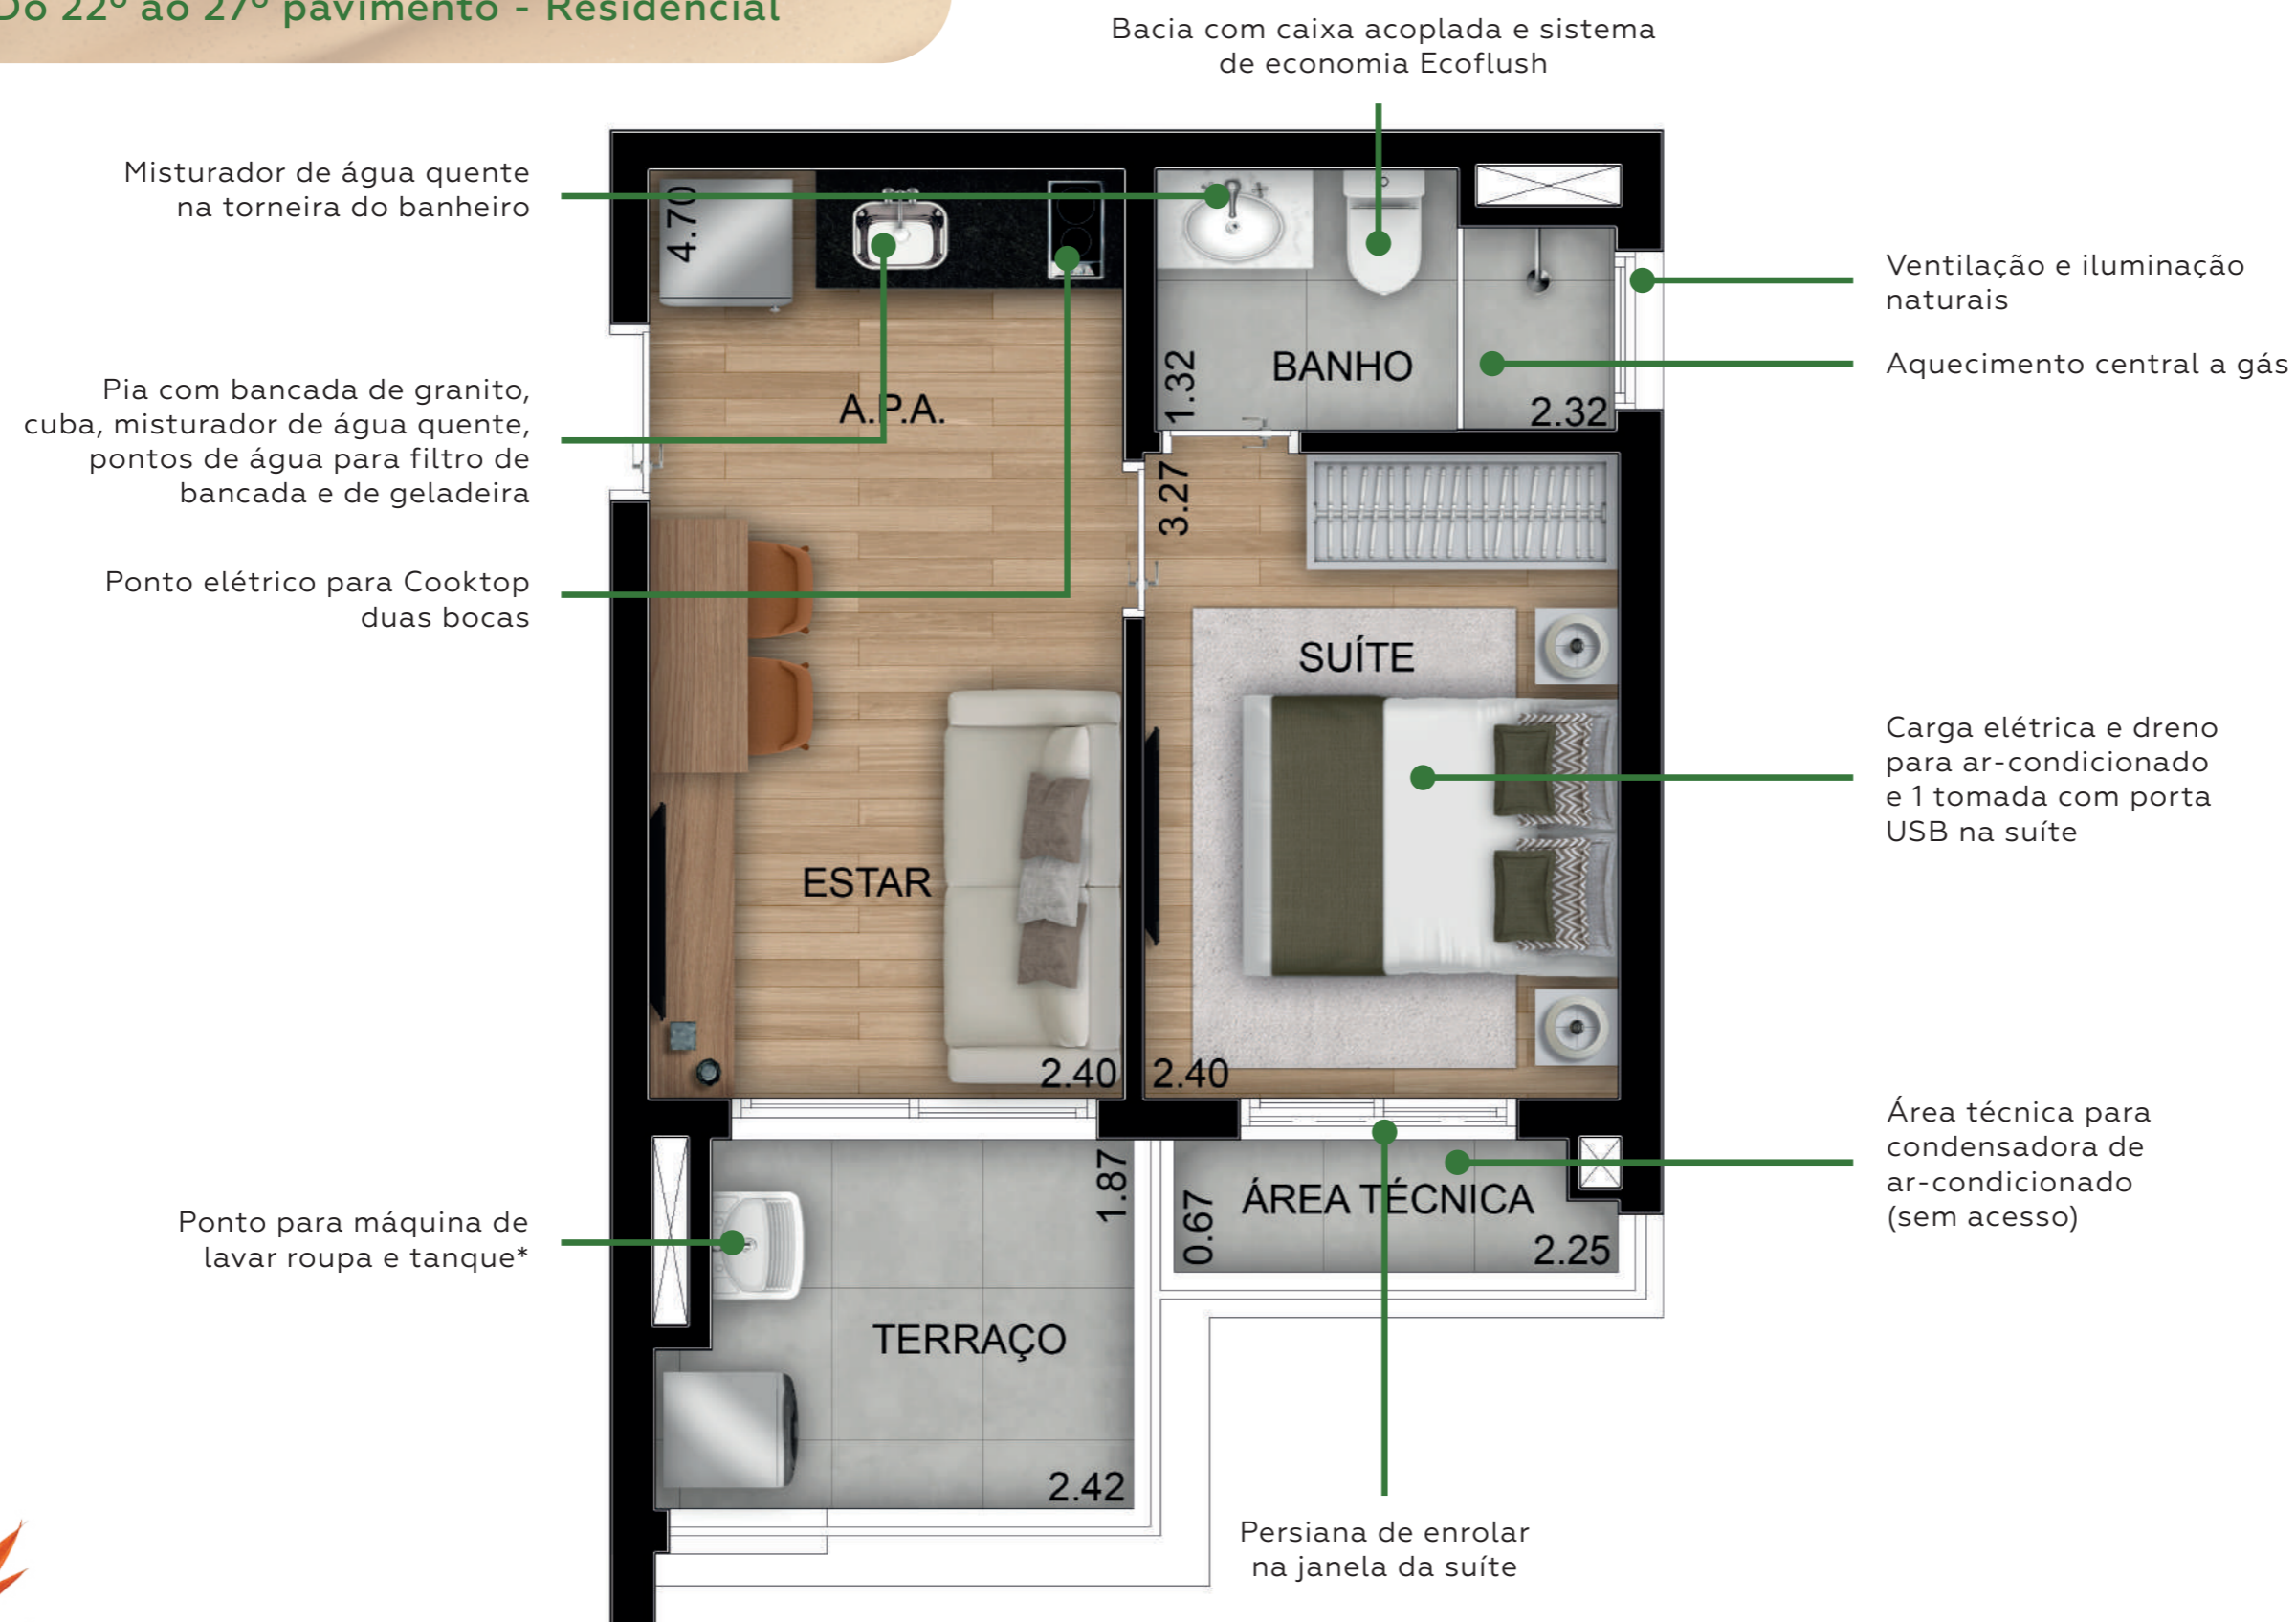 Do 22º ao 27º pavimento - Residencial
Bacia com caixa acoplada e sistema
de economia Ecoflush
Misturador de água quente
na torneira do banheiro
Pia com bancada de granito,
cuba, misturador de água quente,
pontos de água para filtro de
bancada e de geladeira
Ponto elétrico para Cooktop
duas bocas
Ponto para máquina de
lavar roupa e tanque*
4.70
A.P.A.
ESTAR
2.40
1.32
BANHO
2.32
3.27
SUÍTE
2.40
1.87
TERRAÇO
2.42
0.67
ÁREA TÉCNICA
2.25
Ventilação e iluminação
naturais
Aquecimento central a gás
Carga elétrica e dreno
para ar-condicionado
e 1 tomada com porta
USB na suíte
Área técnica para
condensadora de
ar-condicionado
(sem acesso)
Persiana de enrolar
na janela da suíte